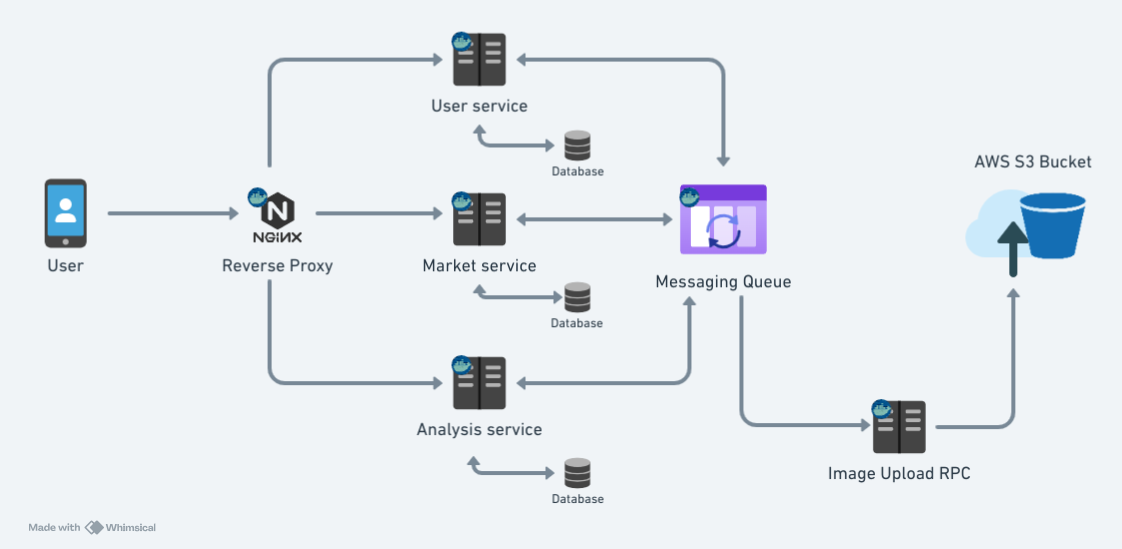 User service
Database
AWS S3 Bucket
NGiNX
User
Reverse Proxy
Market service
Messaging Queue
Database
Analysis service
Image Upload RPC
Database
Made with Whimsical